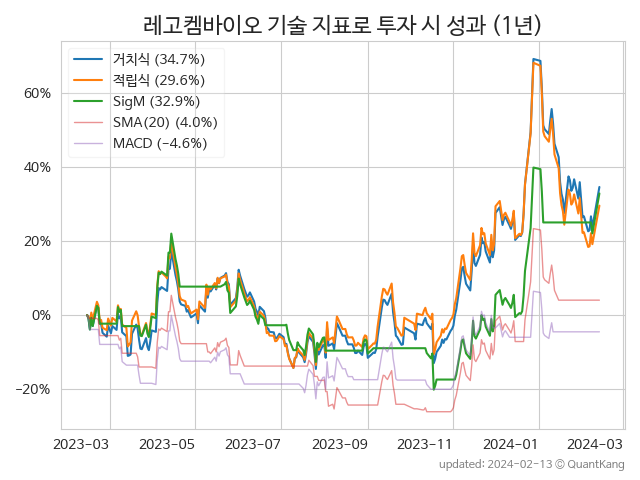 레고켐바이오 기술 지표로 투자 시 성과 (1년)
거치식 (34.7%)
적립식 (29.6%)
SigM (32.9%)
SMA(20) (4.0%)
MACD (−4.6%)
60%
40%
20%
0%
−20%
2023-03 2023-05 2023-07 2023-09 2023-11 2024-01 2024-03
updated: 2024-02-13 © QuantKang